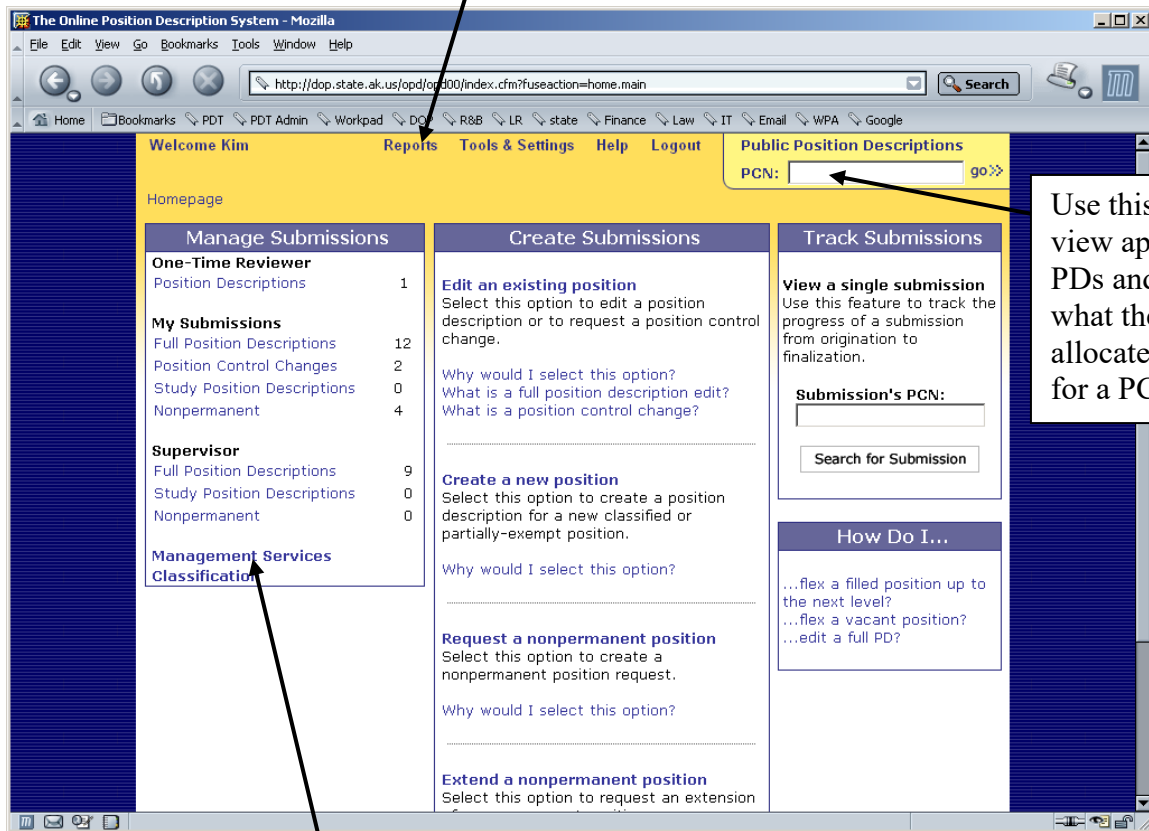 The Online Position Description System - Mozilla
File Edit View Go Bookmarks Tools Window Help
http://dop.state.ak.us/opd/opd00/index.cfm?fuseaction=home.main
Search
Home Bookmarks PDT PDT Admin Workpad DOP R&B LR state Finance Law IT Email WPA Google
Welcome Kim Reports Tools & Settings Help Logout
Public Position Descriptions
PCN: go
Homepage
Manage Submissions
One-Time Reviewer
Position Descriptions 1
My Submissions
Full Position Descriptions 12
Position Control Changes 2
Study Position Descriptions 0
Nonpermanent 4
Supervisor
Full Position Descriptions 9
Study Position Descriptions 0
Nonpermanent 0
Management Services
Classification
Create Submissions
Edit an existing position
Select this option to edit a position
description or to request a position control
change.
Why would I select this option?
What is a full position description edit?
What is a position control change?
Create a new position
Select this option to create a position
description for a new classified or
partially-exempt position.
Why would I select this option?
Request a nonpermanent position
Select this option to create a
nonpermanent position request.
Why would I select this option?
Extend a nonpermanent position
Select this option to request an extension
Track Submissions
View a single submission
Use this feature to track the
progress of a submission
from origination to
finalization.
Submission's PCN:
Search for Submission
How Do I...
...flex a filled position up to
the next level?
...flex a vacant position?
...edit a full PD?
Use this
view ap
PDs and
what the
allocate
for a PC